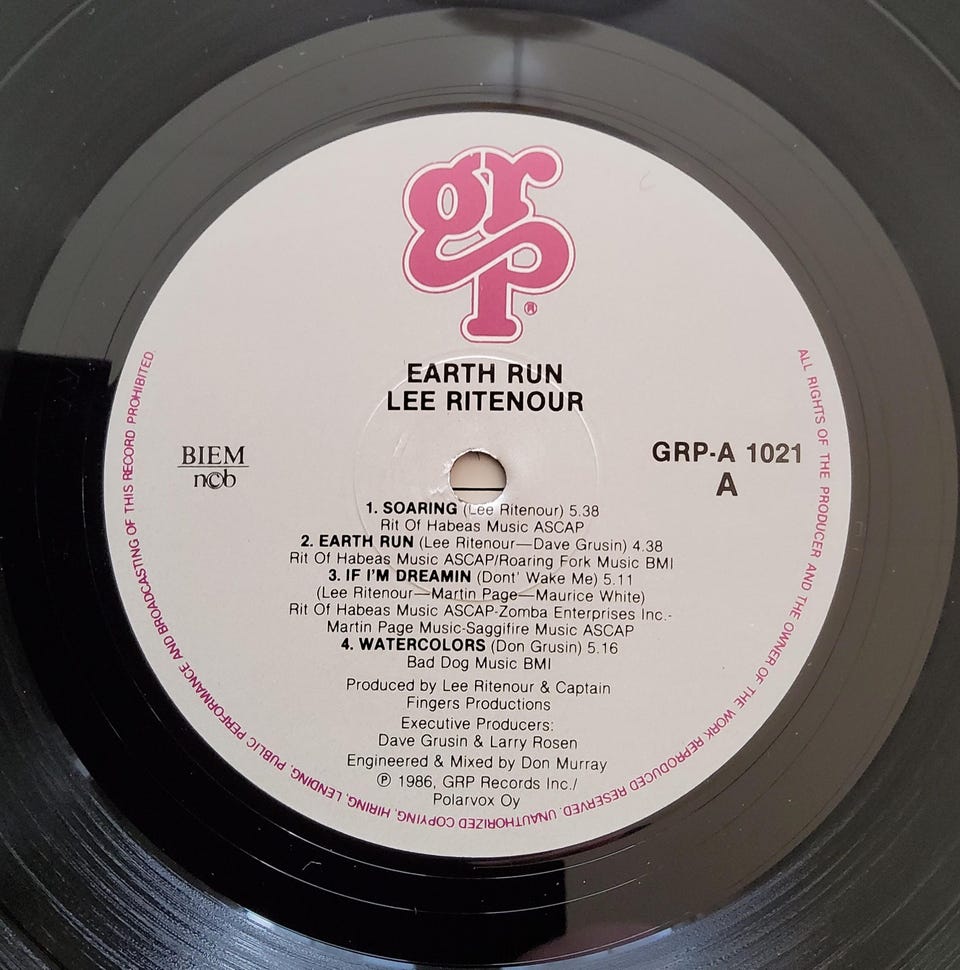 grp®
EARTH RUN
LEE RITENOUR
BIEM
ncb
GRP-A 1021
A
1. SOARING (Lee Ritenour) 5.38
Rit Of Habeas Music ASCAP
2. EARTH RUN (Lee Ritenour—Dave Grusin) 4.38
Rit Of Habeas Music ASCAP/Roaring Fork Music BMI
3. IF I'M DREAMIN (Dont' Wake Me) 5.11
(Lee Ritenour—Martin Page—Maurice White)
Rit Of Habeas Music ASCAP-Zomba Enterprises Inc.-
Martin Page Music-Saggifire Music ASCAP
4. WATERCOLORS (Don Grusin) 5.16
Bad Dog Music BMI
Produced by Lee Ritenour & Captain
Fingers Productions
Executive Producers:
Dave Grusin & Larry Rosen
Engineered & Mixed by Don Murray
℗ 1986, GRP Records Inc./
Polarvox Oy
ALL RIGHTS OF THE PRODUCER AND THE OWNER OF THE WORK REPRODUCED RESERVED. UNAUTHORIZED COPYING, HIRING, LENDING, PUBLIC PERFORMANCE AND BROADCASTING OF THIS RECORD PROHIBITED.